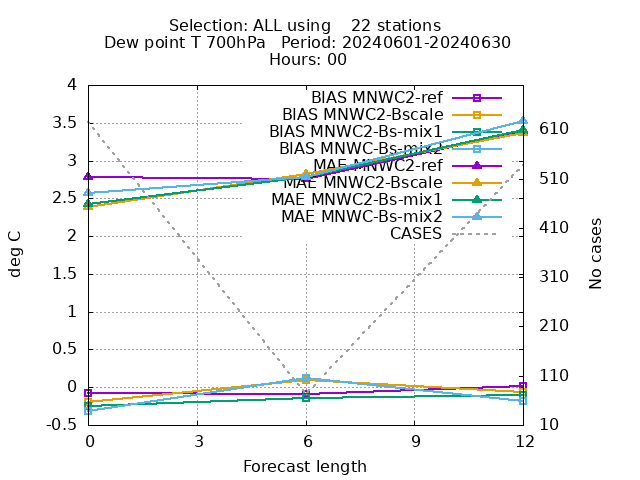 Selection: ALL using    22 stations
Dew point T 700hPa   Period: 20240601-20240630
Hours: 00
4
3.5
3
2.5
2
1.5
1
0.5
0
-0.5
deg C
BIAS MNWC2-ref
BIAS MNWC2-Bscale
BIAS MNWC2-Bs-mix1
BIAS MNWC-Bs-mix2
MAE MNWC2-ref
MAE MNWC2-Bscale
MAE MNWC2-Bs-mix1
MAE MNWC-Bs-mix2
CASES
610
510
410
310
210
110
10
No cases
0 3 6 9 12
Forecast length